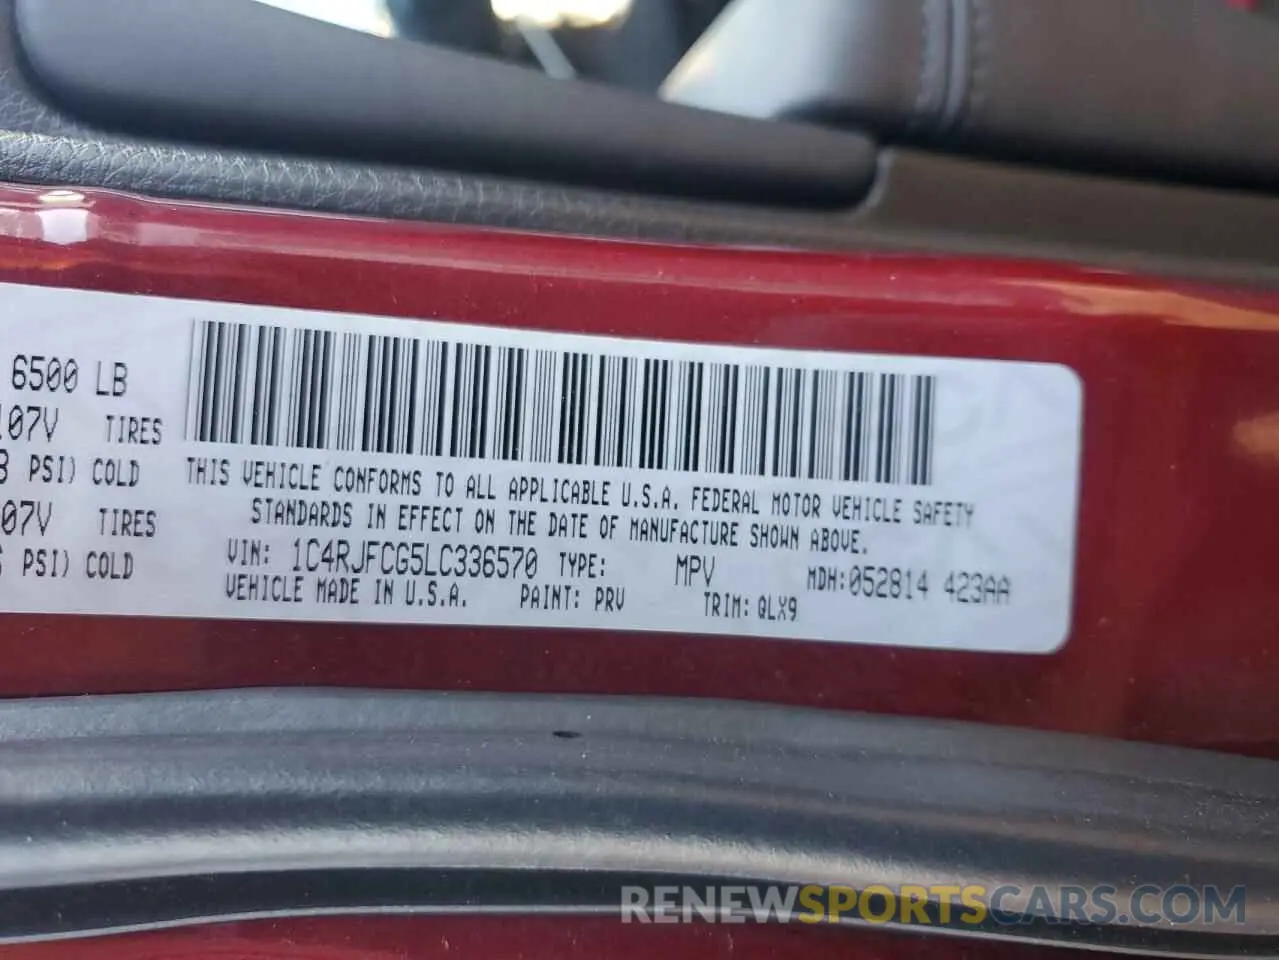 6500 LB
107V TIRES
PSI) COLD
07V TIRES
PSI) COLD
THIS VEHICLE CONFORMS TO ALL APPLICABLE U.S.A. FEDERAL MOTOR VEHICLE SAFETY
STANDARDS IN EFFECT ON THE DATE OF MANUFACTURE SHOWN ABOVE.
VIN: 1C4RJFCG5LC336570 TYPE: MPV MDH:052814 423AA
VEHICLE MADE IN U.S.A. PAINT: PRV TRIM: QLX9
RENEWSPORTSCARS.COM